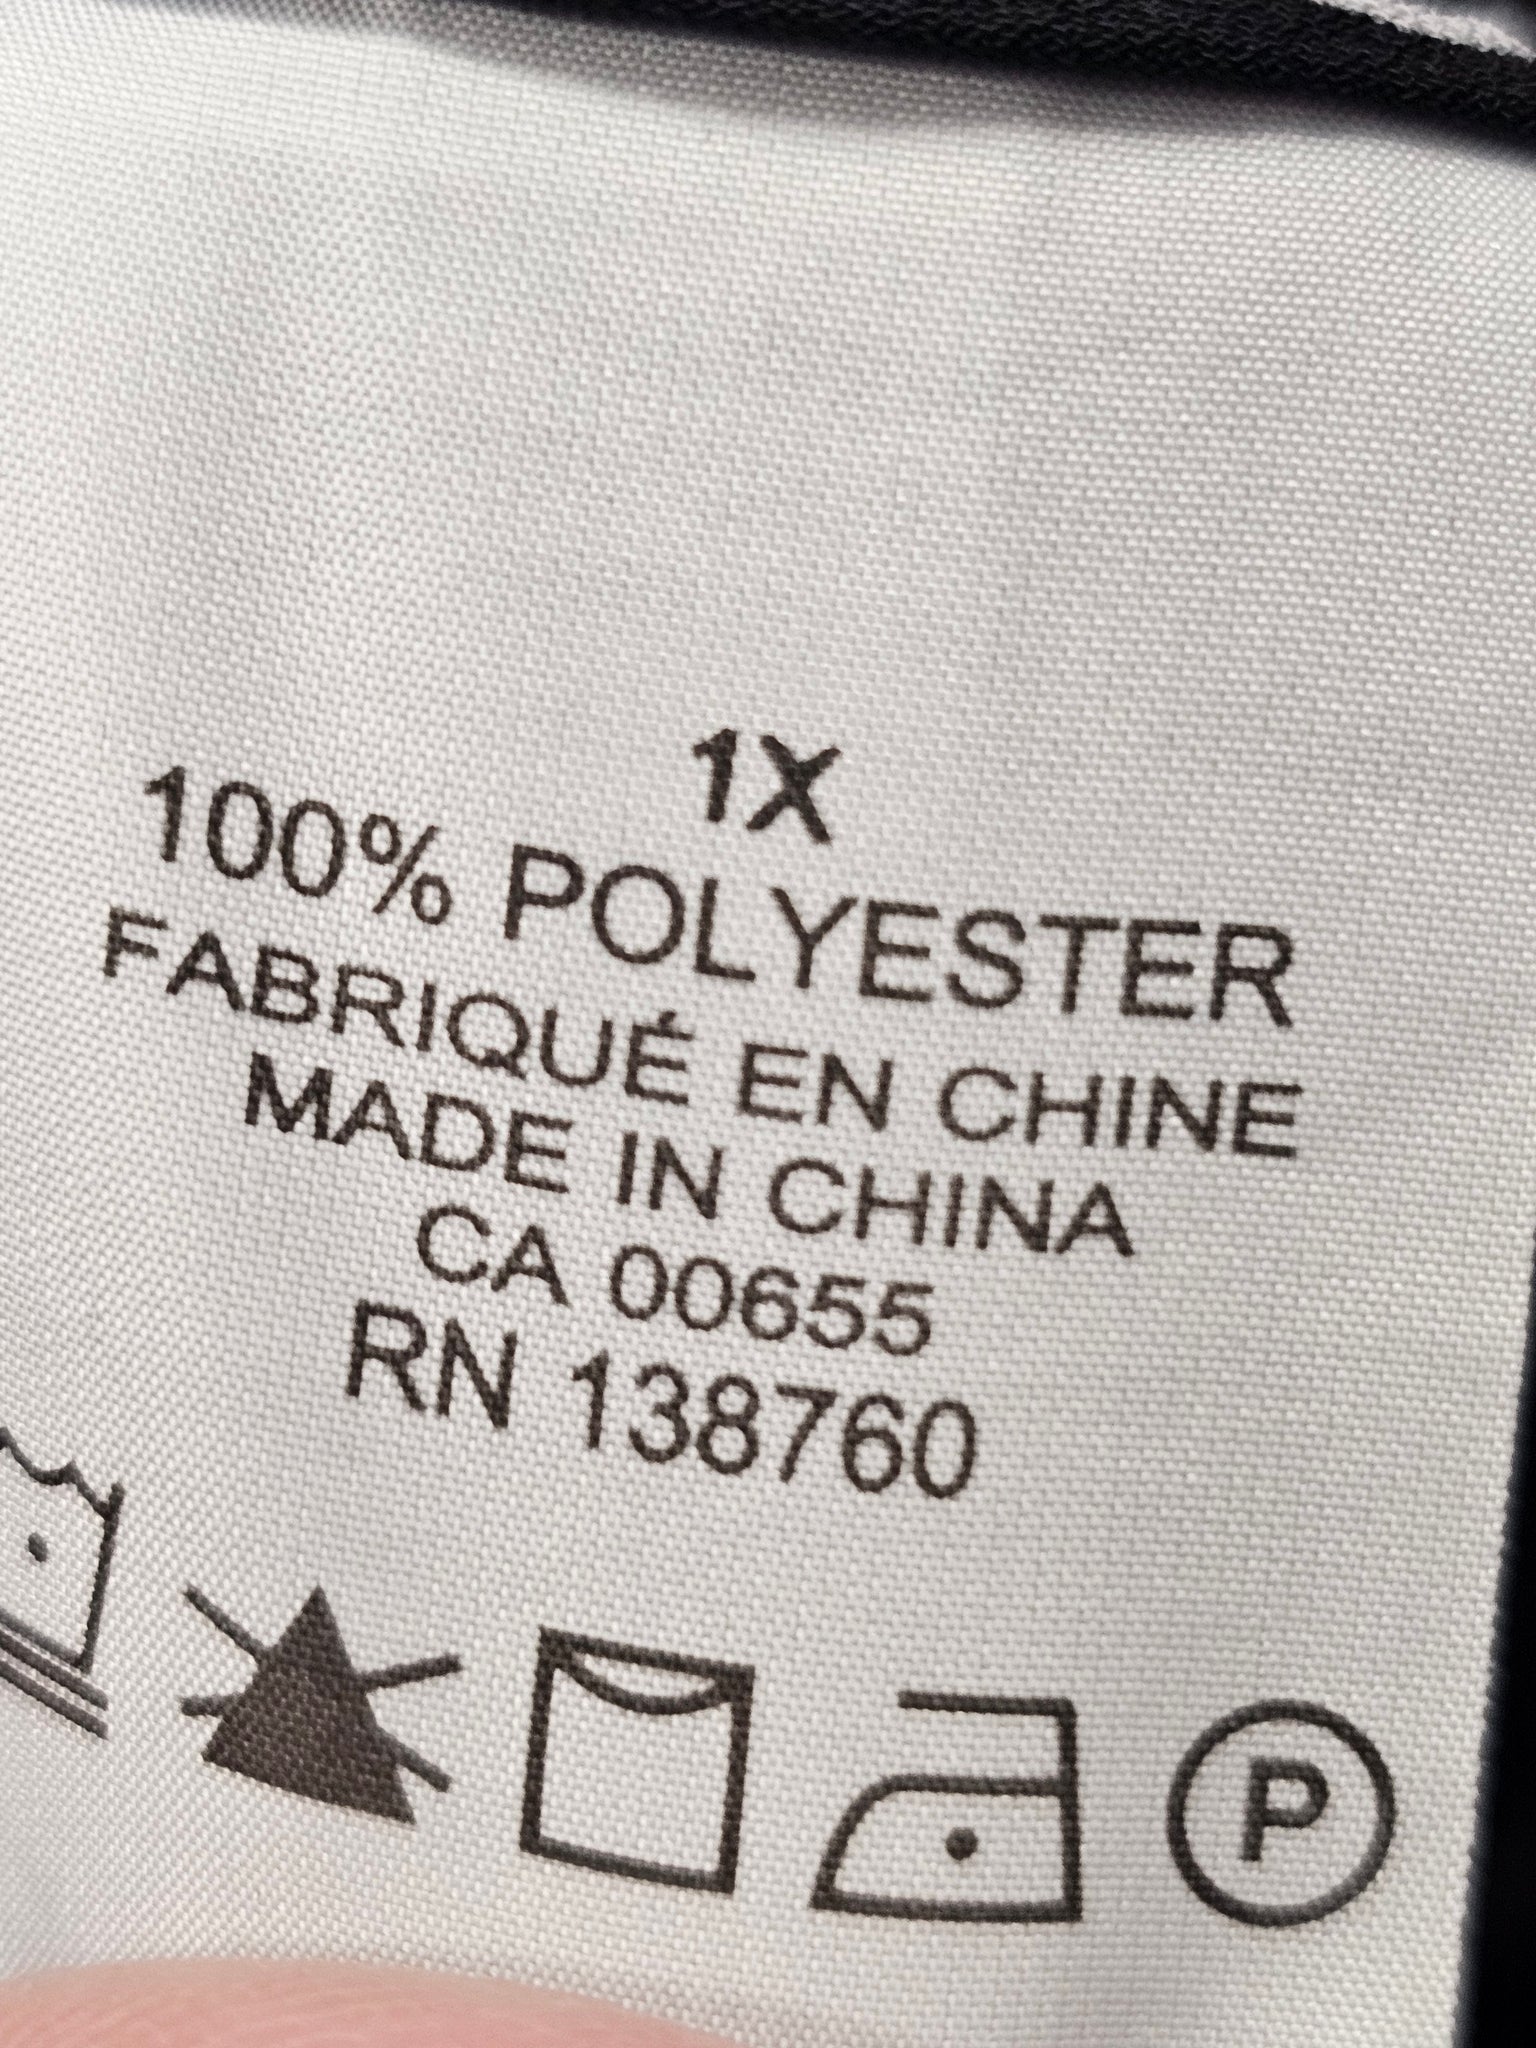 1X
100% POLYESTER
FABRIQUÉ EN CHINE
MADE IN CHINA
CA 00655
RN 138760
P